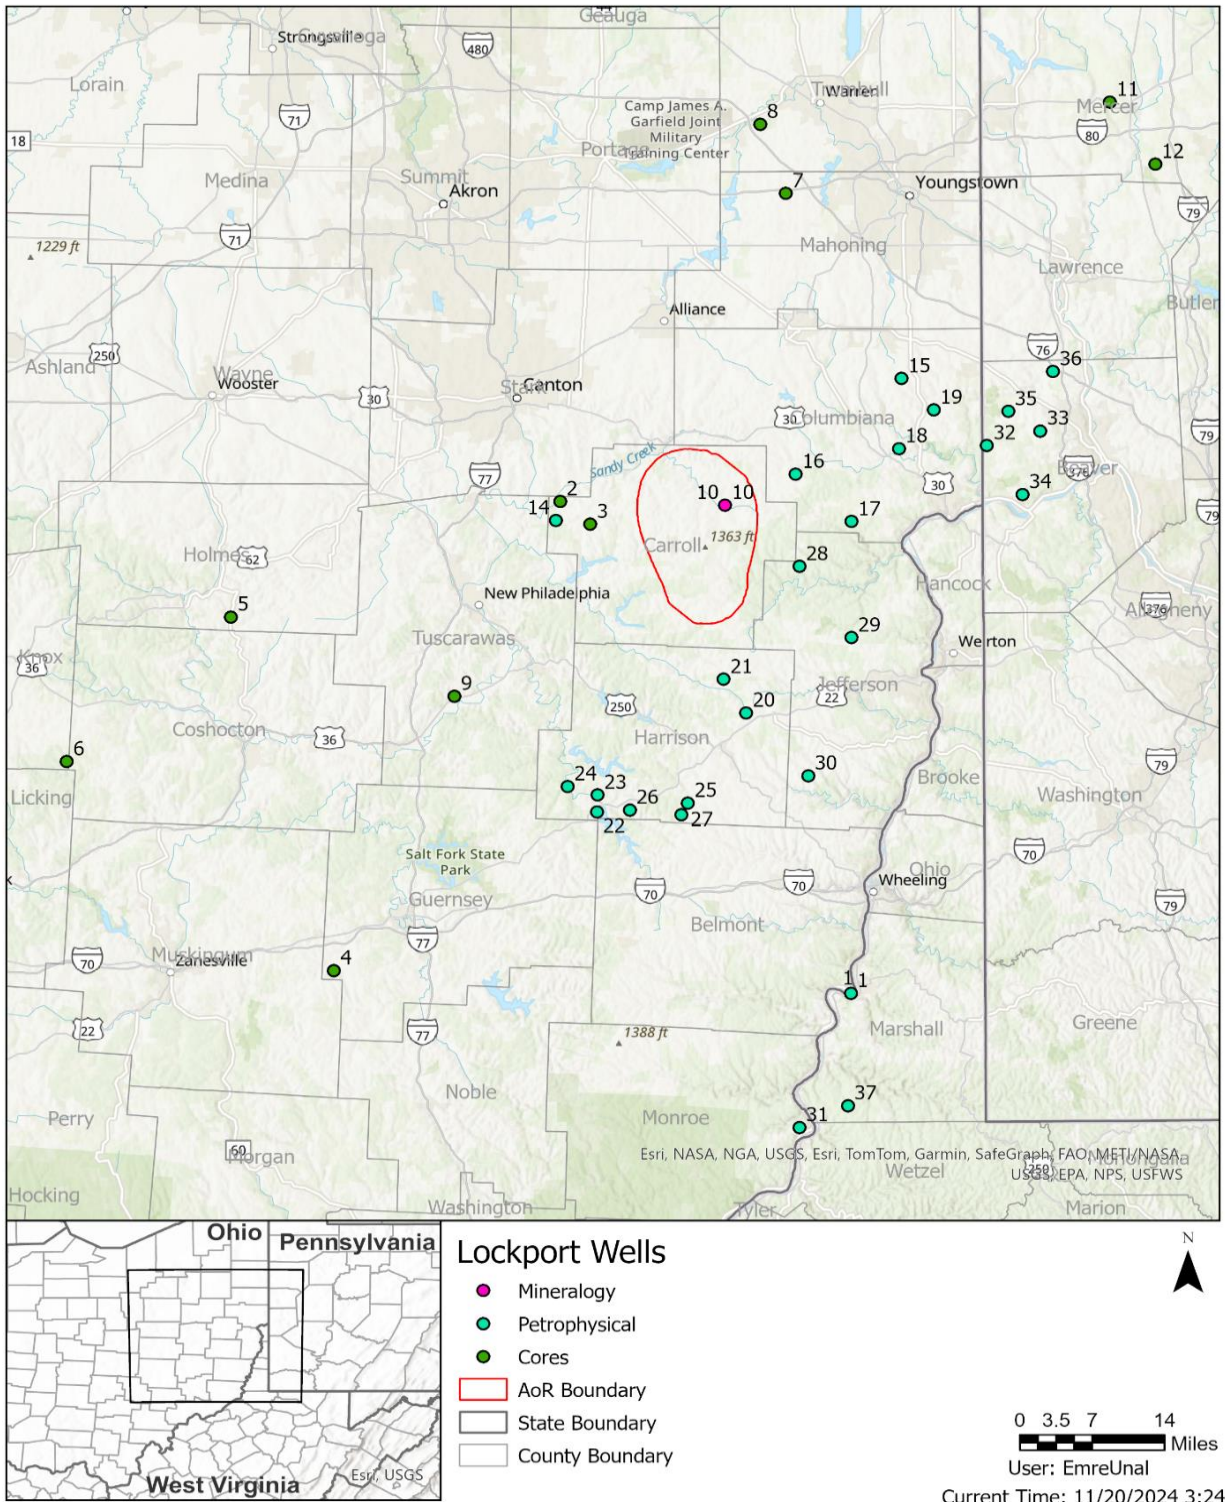 Geauga
44
Strongsville
Cuyahoga
480
Lorain
Trumbull
Warren
11
Mercer
Camp James A.
Garfield Joint
Military
Training Center
8
71
80
18
Portage
12
Medina
Summit
Akron
7
Youngstown
79
71
1229 ft
Mahoning
Lawrence
Butler
Alliance
76
250
Ashland
Wayne
Wooster
Stark
Canton
30
15
36
30
Columbiana
19
35
33
79
Sandy Creek
18
32
77
16
Beaver
376
30
34
2
10 10
14
3
17
79
Carroll
1363 ft
Holmes
62
28
Hancock
5
New Philadelphia
376
Allegheny
Tuscarawas
29
Weirton
Knox
36
21
Jefferson
9
250
20
22
Coshocton
36
Harrison
6
30
79
24
23
Brooke
Licking
26
25
Washington
22
27
Salt Fork State
Park
70
Ohio
70
70
Wheeling
Guernsey
79
Belmont
77
Muskingum
Zanesville
70
4
1 1
22
77
1388 ft
Marshall
Greene
Noble
37
Perry
Monroe
31
60
Morgan
Esri, NASA, NGA, USGS, Esri, TomTom, Garmin, SafeGraph, FAO, METI/NASA,
USGS, EPA, NPS, USFWS
Wetzel
250
Monongalia
Hocking
Washington
Tyler
Marion
Ohio
Pennsylvania
West Virginia
Esri, USGS
Lockport Wells
Mineralogy
Petrophysical
Cores
AoR Boundary
State Boundary
County Boundary
N
0 3.5 7 14
Miles
User: EmreUnal
Current Time: 11/20/2024 3:24